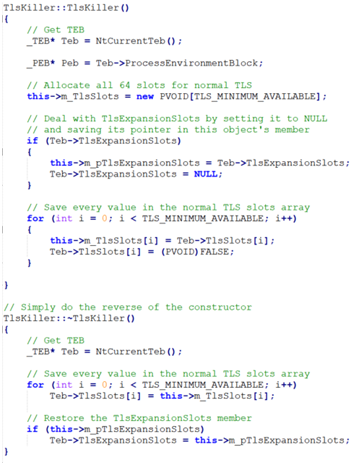 TlsKiller::TlsKiller()
{
// Get TEB
_TEB* Teb = NtCurrentTeb();
_PEB* Peb = Teb->ProcessEnvironmentBlock;
// Allocate all 64 slots for normal TLS
this->m_TlsSlots = new PVOID[TLS_MINIMUM_AVAILABLE];
// Deal with TlsExpansionSlots by setting it to NULL
// and saving its pointer in this object's member
if (Teb->TlsExpansionSlots)
{
this->m_pTlsExpansionSlots = Teb->TlsExpansionSlots;
Teb->TlsExpansionSlots = NULL;
}
// Save every value in the normal TLS slots array
for (int i = 0; i < TLS_MINIMUM_AVAILABLE; i++)
{
this->m_TlsSlots[i] = Teb->TlsSlots[i];
Teb->TlsSlots[i] = (PVOID)FALSE;
}
}
// Simply do the reverse of the constructor
TlsKiller::~TlsKiller()
{
// Get TEB
_TEB* Teb = NtCurrentTeb();
// Save every value in the normal TLS slots array
for (int i = 0; i < TLS_MINIMUM_AVAILABLE; i++)
Teb->TlsSlots[i] = this->m_TlsSlots[i];
// Restore the TlsExpansionSlots member
if (this->m_pTlsExpansionSlots)
Teb->TlsExpansionSlots = this->m_pTlsExpansionSlots;
}